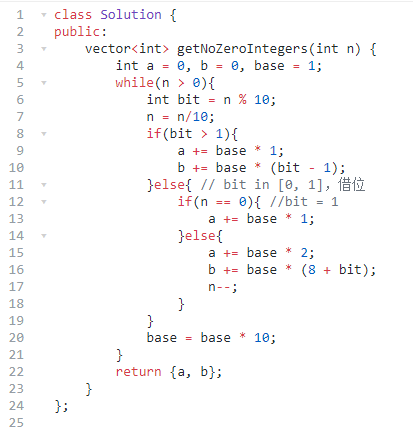 1 class Solution {
2 public:
3     vector<int> getNoZeroIntegers(int n) {
4         int a = 0, b = 0, base = 1;
5         while(n > 0){
6             int bit = n % 10;
7             n = n/10;
8             if(bit > 1){
9                 a += base * 1;
10                 b += base * (bit - 1);
11             }else{ // bit in [0, 1]，借位
12                 if(n == 0){ //bit = 1
13                     a += base * 1;
14                 }else{
15                     a += base * 2;
16                     b += base * (8 + bit);
17                     n--;
18                 }
19             }
20             base = base * 10;
21         }
22         return {a, b};
23     }
24 };
25